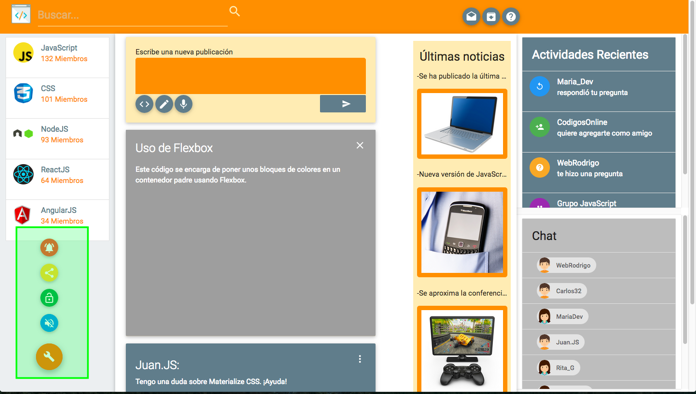 Buscar...
JavaScript
132 Miembros
CSS
101 Miembros
NodeJS
93 Miembros
ReactJS
64 Miembros
AngularJS
34 Miembros
Escribe una nueva publicación
Uso de Flexbox
Este código se encarga de poner unos bloques de colores en un
contenedor padre usando Flexbox.
Juan.JS:
Tengo una duda sobre Materialize CSS. ¡Ayuda!
Últimas noticias
-Se ha publicado la última ...
-Nueva versión de JavaScr...
-Se aproxima la conferenci...
Actividades Recientes
Maria_Dev
respondió tu pregunta
CodigosOnline
quiere agregarte como amigo
WebRodrigo
te hizo una pregunta
Grupo JavaScript
Chat
WebRodrigo
Carlos32
MariaDev
Juan.JS
Rita_G